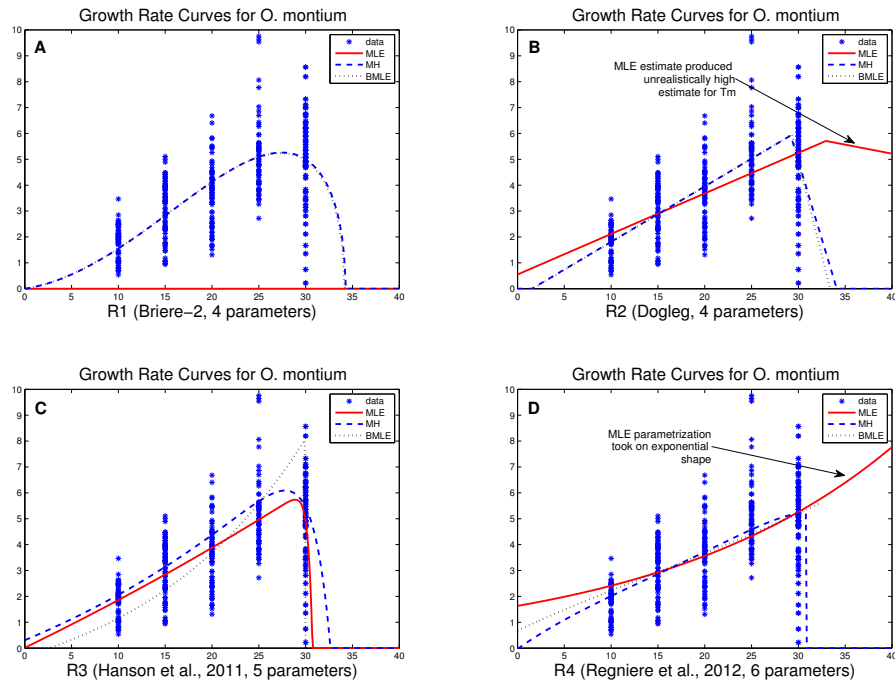 Growth Rate Curves for O. montium
A
data
MLE
MH
BMLE
10
9
8
7
6
5
4
3
2
1
0
0 5 10 15 20 25 30 35 40
R1 (Briere−2, 4 parameters)
Growth Rate Curves for O. montium
B
MLE estimate produced
unrealistically high
estimate for Tm
data
MLE
MH
BMLE
10
9
8
7
6
5
4
3
2
1
0
0 5 10 15 20 25 30 35 40
R2 (Dogleg, 4 parameters)
Growth Rate Curves for O. montium
C
data
MLE
MH
BMLE
10
9
8
7
6
5
4
3
2
1
0
0 5 10 15 20 25 30 35 40
R3 (Hanson et al., 2011, 5 parameters)
Growth Rate Curves for O. montium
D
MLE parametrization
took on exponential
shape
data
MLE
MH
BMLE
10
9
8
7
6
5
4
3
2
1
0
0 5 10 15 20 25 30 35 40
R4 (Regniere et al., 2012, 6 parameters)